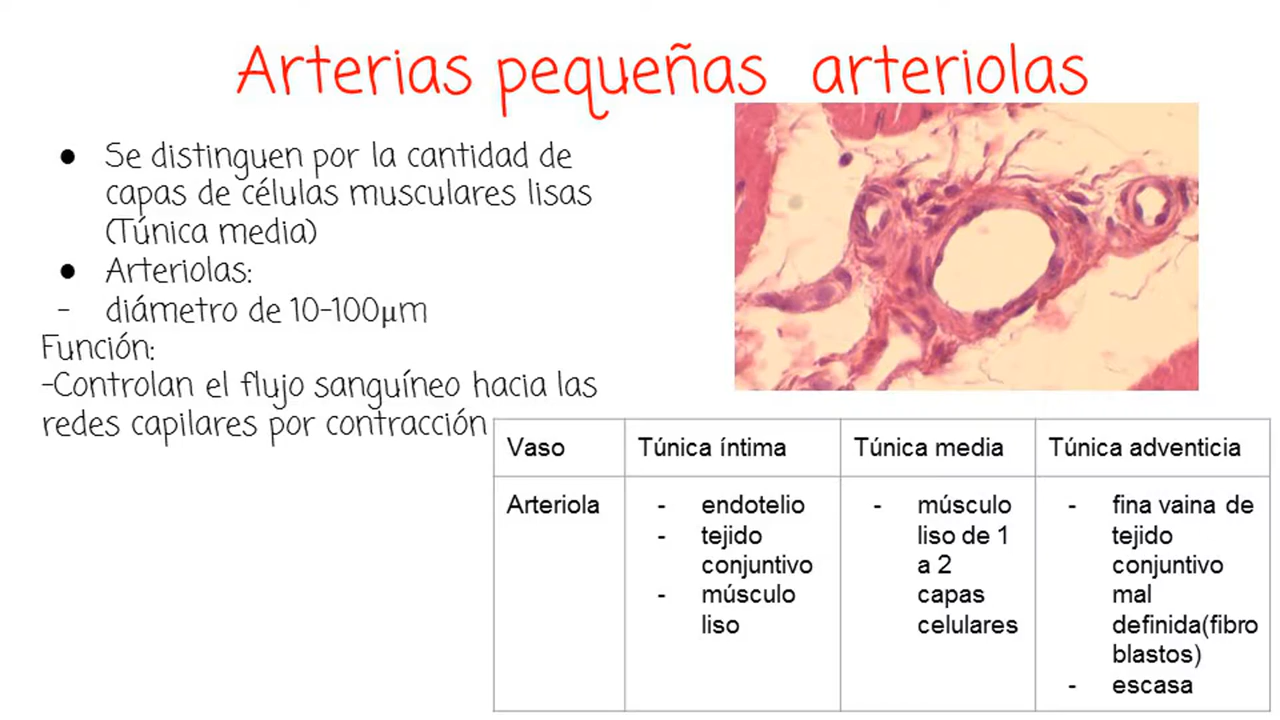 Arterias pequeñas arteriolas
● Se distinguen por la cantidad de
capas de células musculares lisas
(Túnica media)
● Arteriolas:
- diámetro de 10-100µm
Función:
-Controlan el flujo sanguíneo hacia las
redes capilares por contracción
Vaso
Túnica íntima
Túnica media
Túnica adventicia
Arteriola
- endotelio
- tejido
conjuntivo
- músculo
liso
- músculo
liso de 1
a 2
capas
celulares
- fina vaina de
tejido
conjuntivo
mal
definida(fibro
blastos)
- escasa